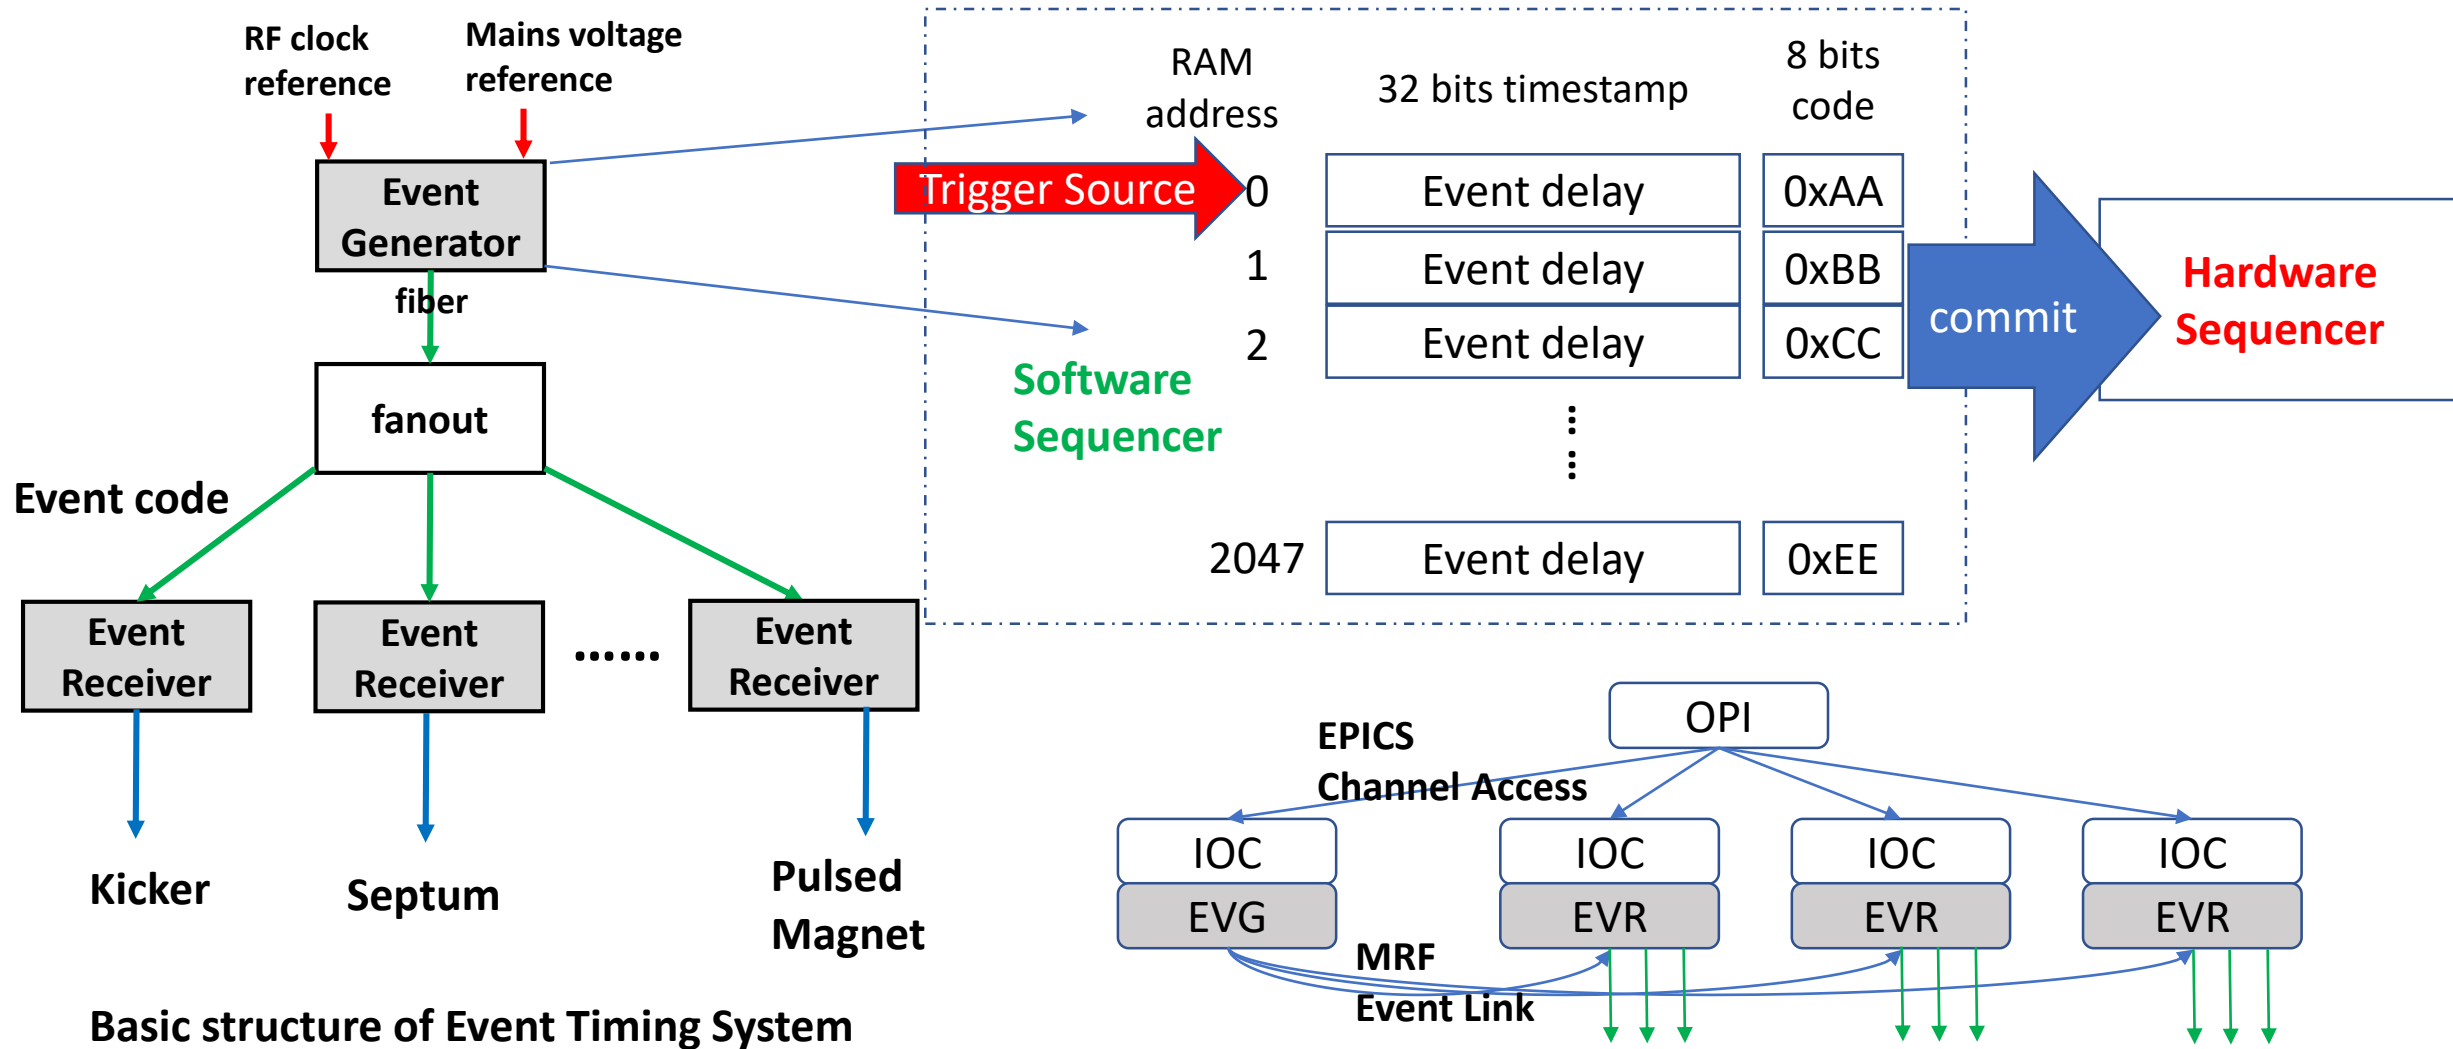 RF clock
reference
Mains voltage
reference
Event
Generator
fiber
fanout
Event code
Event
Receiver
Event
Receiver
......
Event
Receiver
Kicker
Septum
Pulsed
Magnet
Basic structure of Event Timing System
RAM
address
32 bits timestamp
8 bits
code
Trigger Source
0
Event delay
0xAA
1
Event delay
0xBB
2
Event delay
0xCC
2047
Event delay
0xEE
Software
Sequencer
commit
Hardware
Sequencer
OPI
EPICS
Channel Access
IOC
IOC
IOC
IOC
EVG
EVR
EVR
EVR
MRF
Event Link